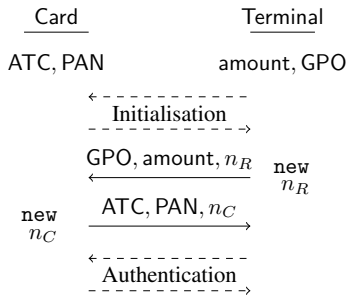 Card Terminal
ATC, PAN amount, GPO
Initialisation
GPO, amount, n_R
new
n_R
ATC, PAN, n_C
new
n_C
Authentication